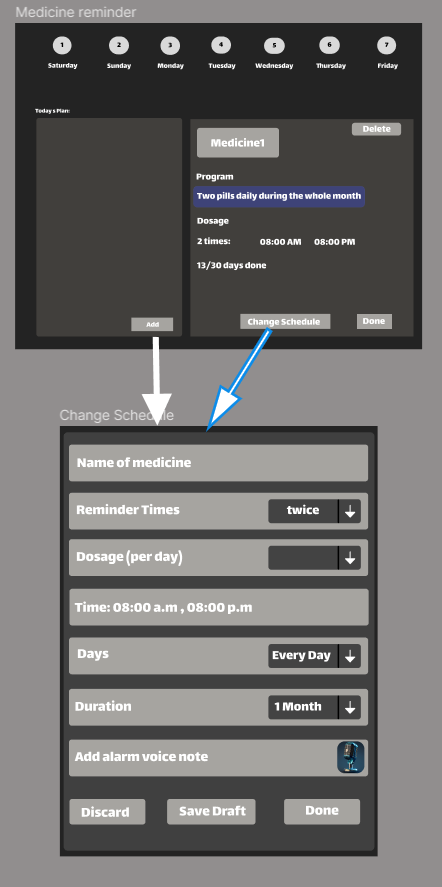 Medicine reminder
1 2 3 4 5 6 7
Saturday Sunday Monday Tuesday Wednesday Thursday Friday
Today s Plan:
Delete
Medicine1
Program
Two pills daily during the whole month
Dosage
2 times: 08:00 AM 08:00 PM
13/30 days done
Add
Change Schedule Done
Change Schedule
Name of medicine
Reminder Times twice
Dosage (per day)
Time: 08:00 a.m , 08:00 p.m
Days Every Day
Duration 1 Month
Add alarm voice note
Discard Save Draft Done